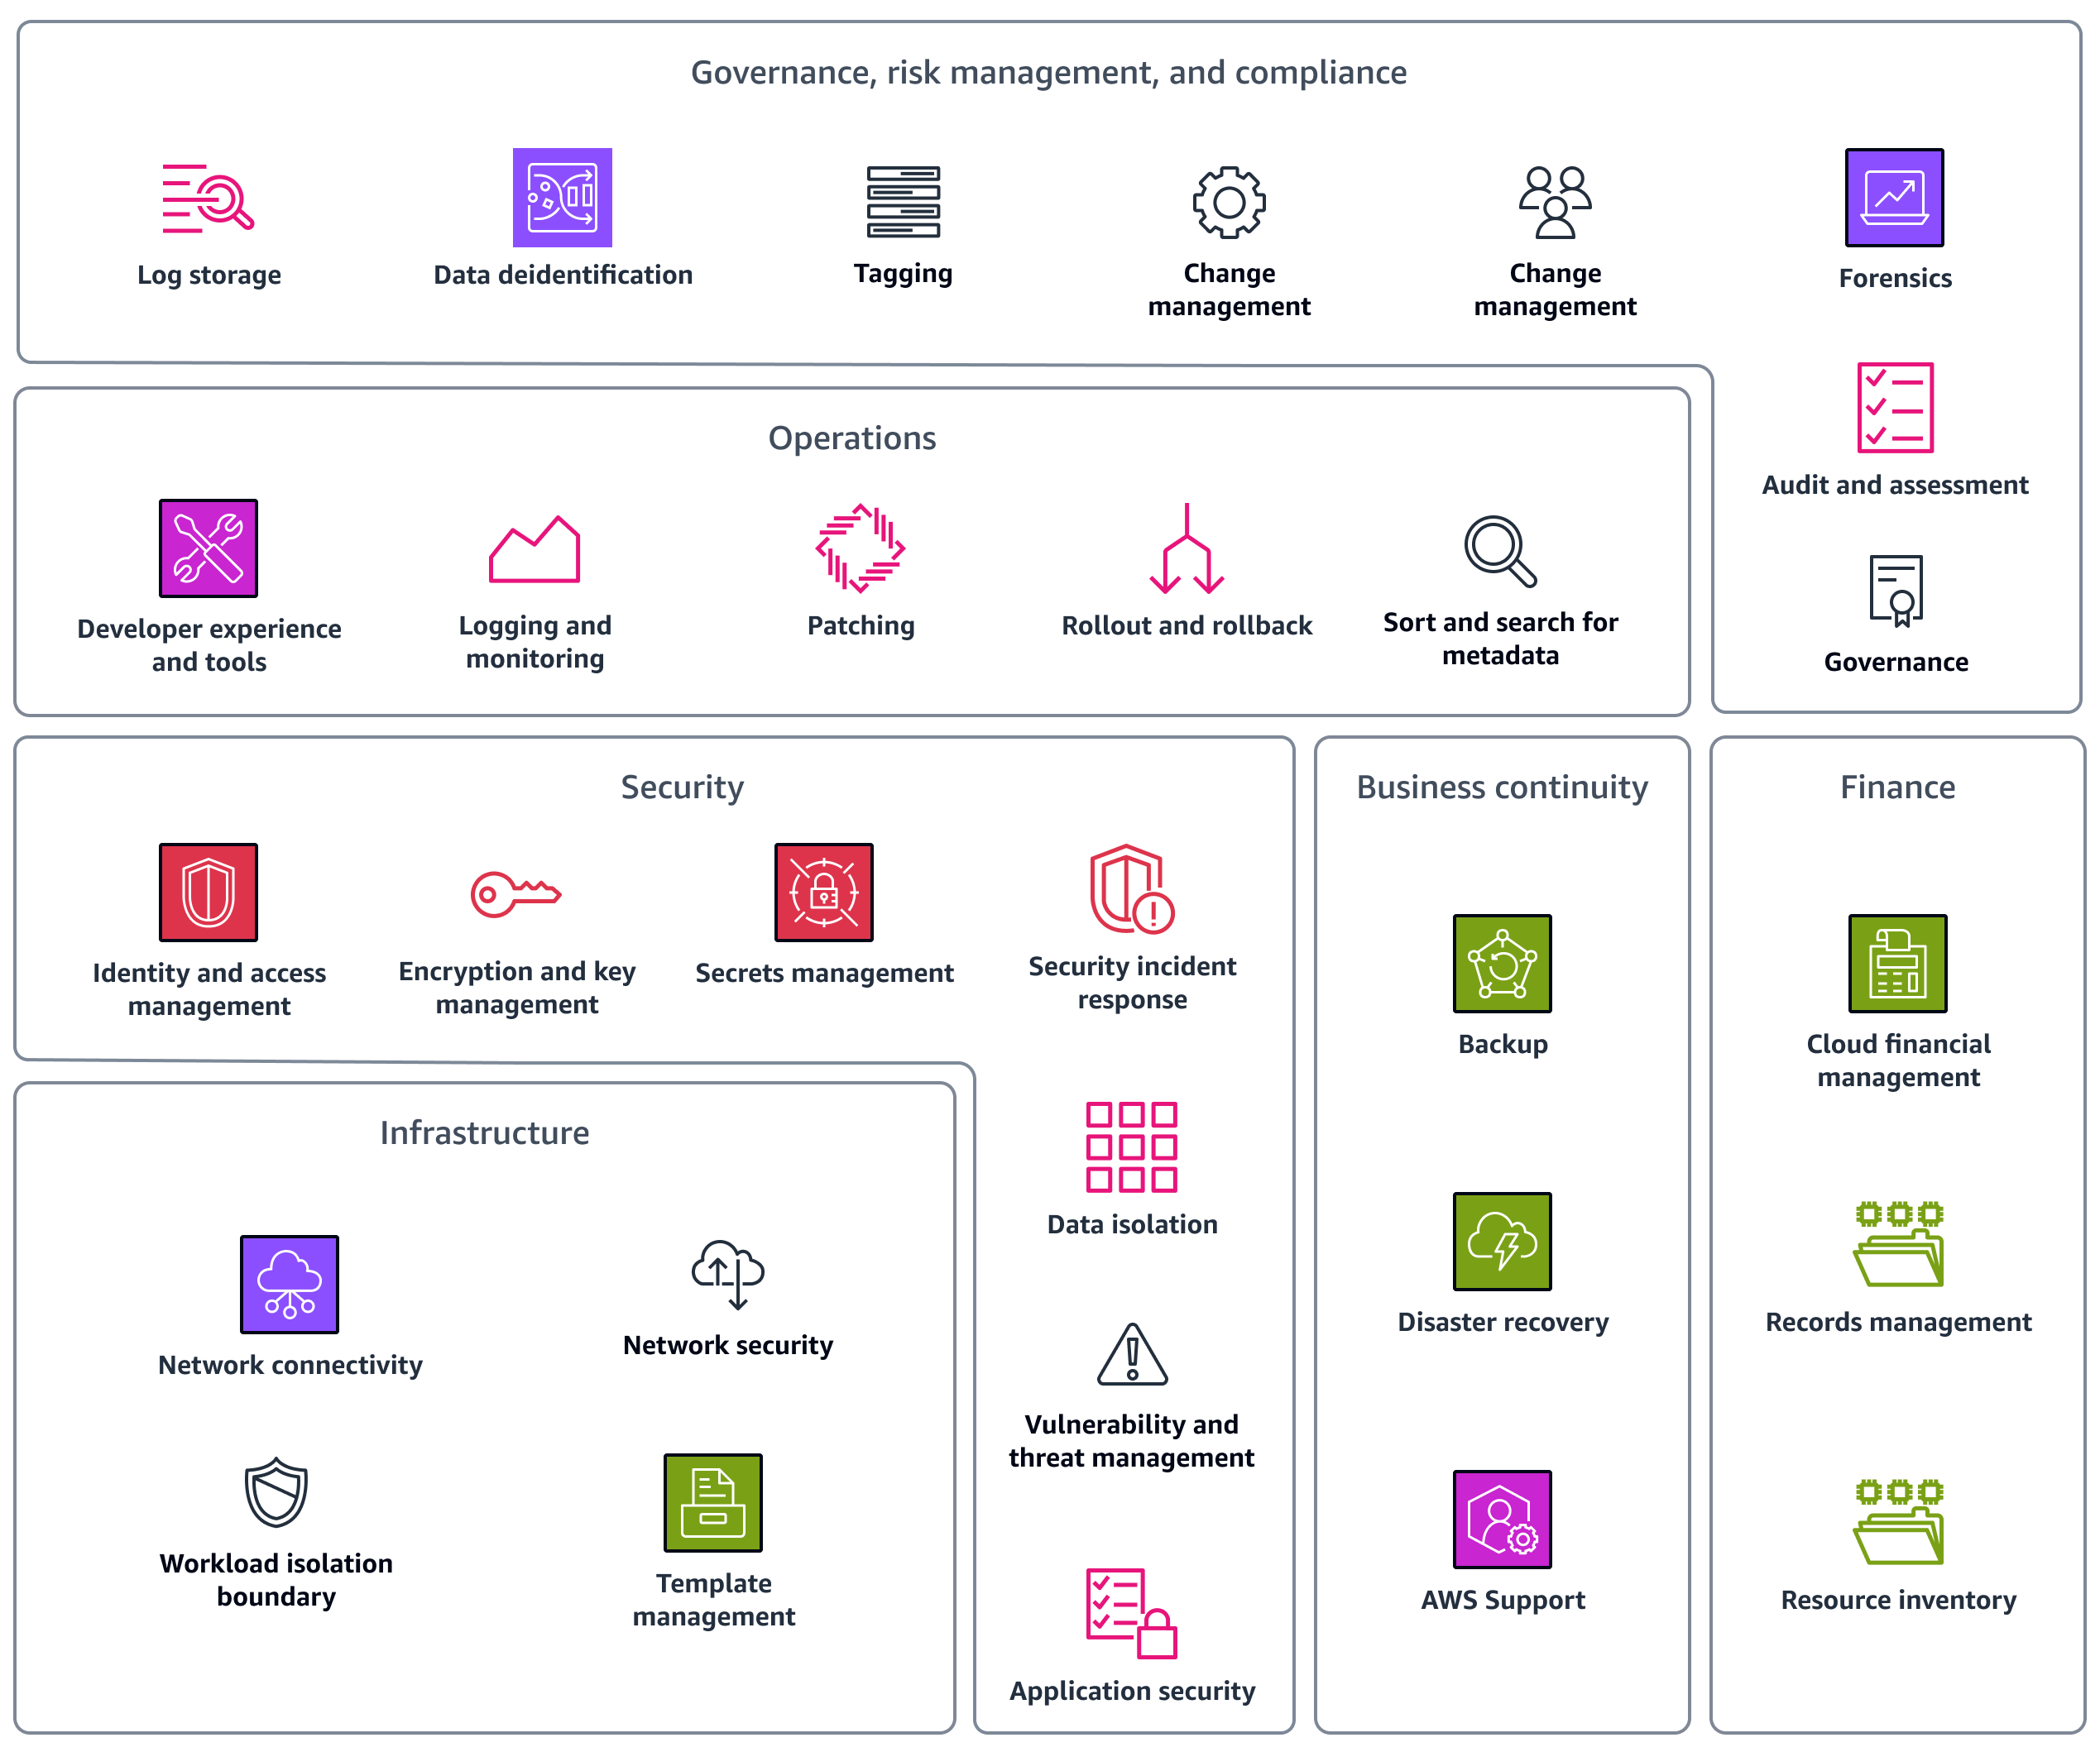 Governance, risk management, and compliance
Log storage
Data deidentification
Tagging
Change
management
Change
management
Forensics
Audit and assessment
Governance
Operations
Developer experience
and tools
Logging and
monitoring
Patching
Rollout and rollback
Sort and search for
metadata
Security
Identity and access
management
Encryption and key
management
Secrets management
Security incident
response
Data isolation
Vulnerability and
threat management
Application security
Infrastructure
Network connectivity
Network security
Workload isolation
boundary
Template
management
Business continuity
Backup
Disaster recovery
AWS Support
Finance
Cloud financial
management
Records management
Resource inventory